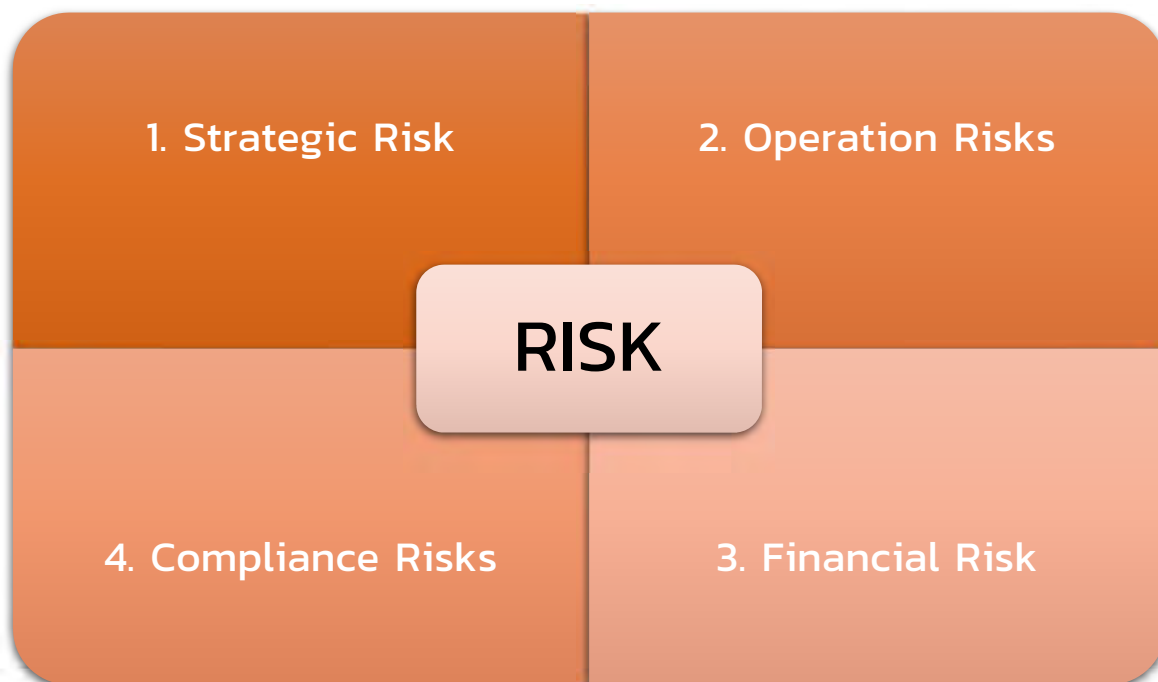 1. Strategic Risk
2. Operation Risks
RISK
4. Compliance Risks
3. Financial Risk